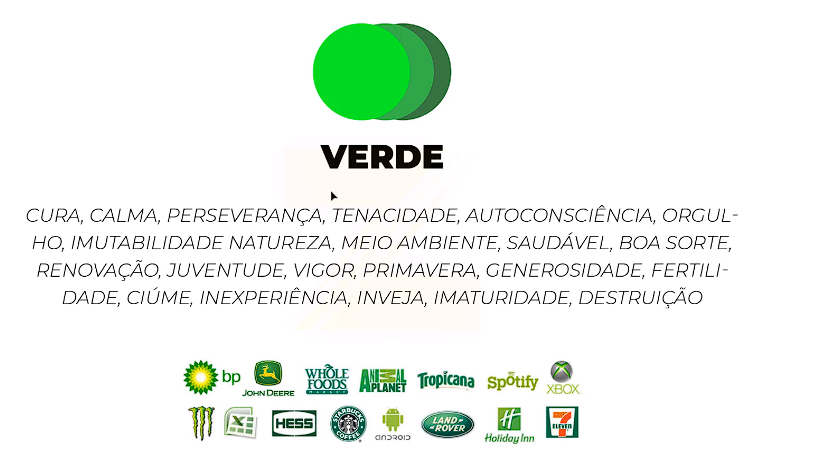 VERDE
CURA, CALMA, PERSEVERANÇA, TENACIDADE, AUTOCONSCIÊNCIA, ORGUL-
HO, IMUTABILIDADE NATUREZA, MEIO AMBIENTE, SAUDÁVEL, BOA SORTE,
RENOVAÇÃO, JUVENTUDE, VIGOR, PRIMAVERA, GENEROSIDADE, FERTILI-
DADE, CIÚME, INEXPERIÊNCIA, INVEJA, IMATURIDADE, DESTRUIÇÃO
bp JOHN DEERE WHOLE FOODS MARKET ANIMAL PLANET Tropicana Spotify XBOX
X HESS STARBUCKS COFFEE ANDROID LAND ROVER H Holiday Inn 7 ELEVEN